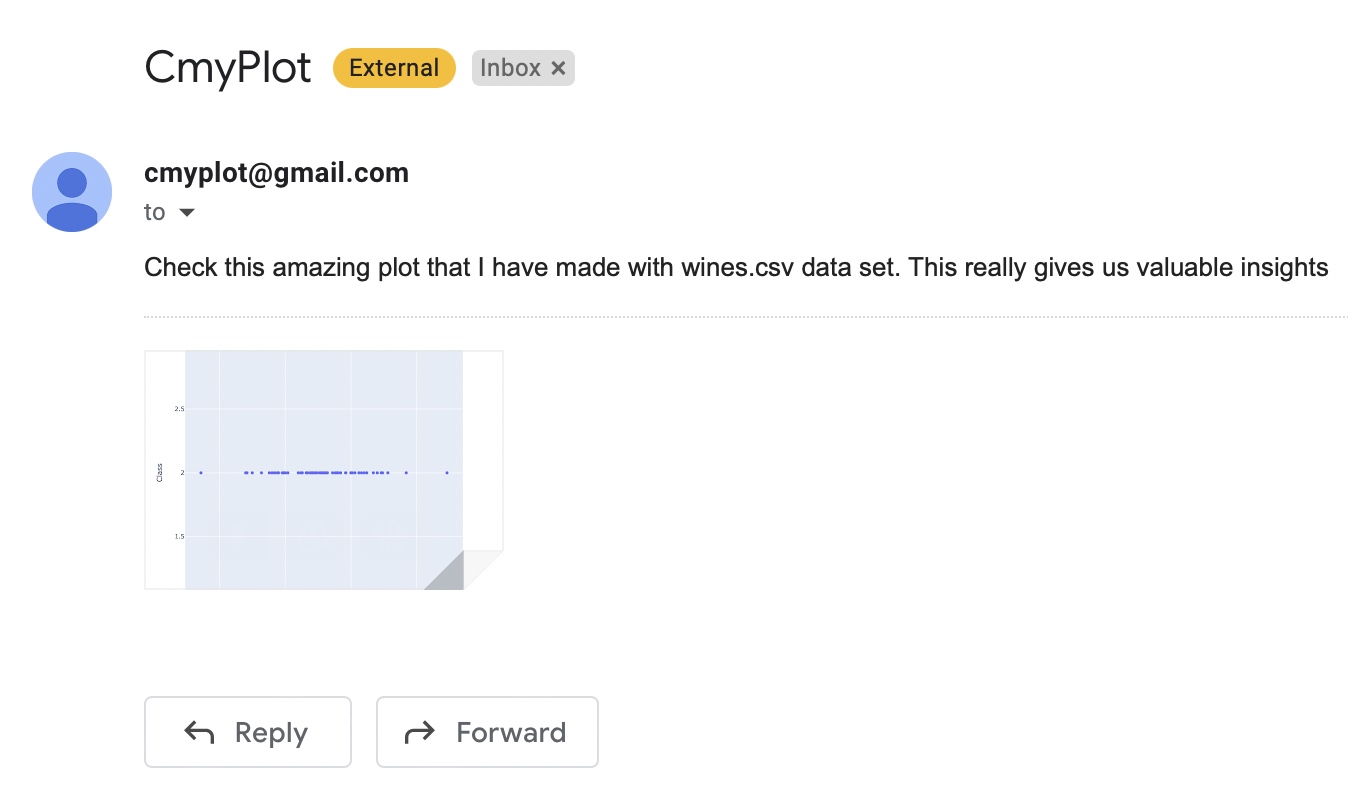 CmyPlot External Inbox ×
cmyplot@gmail.com
to
Check this amazing plot that I have made with wines.csv data set. This really gives us valuable insights
2.5
Class
2
1.5
Reply Forward